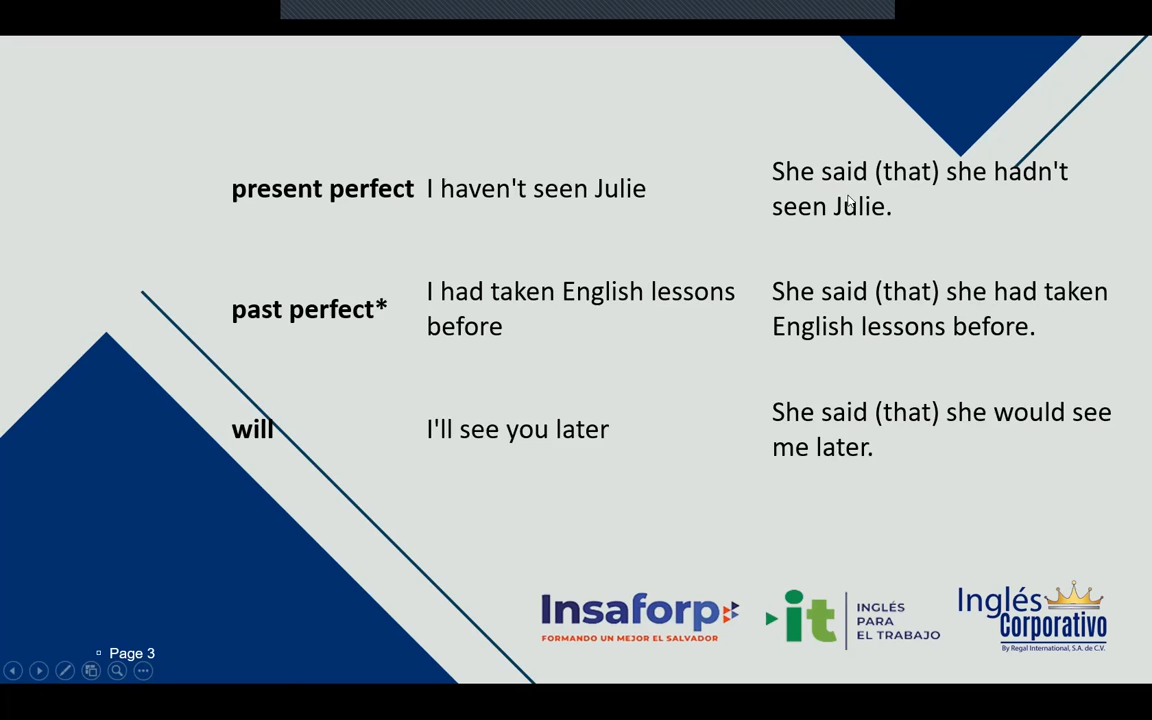 present perfect I haven't seen Julie
She said (that) she hadn't
seen Julie.
past perfect*
I had taken English lessons
before
She said (that) she had taken
English lessons before.
will
I'll see you later
She said (that) she would see
me later.
Insaforp
FORMANDO UN MEJOR EL SALVADOR
it
INGLÉS
PARA
EL TRABAJO
Inglés
Corporativo
By Regal International, S.A. de C.V.
Page 3